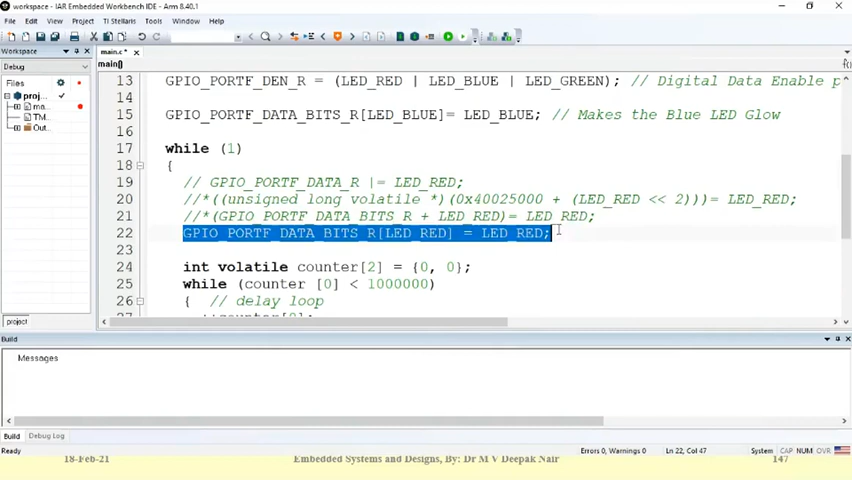 workspace - IAR Embedded Workbench IDE - Arm 8.40.1
File Edit View Project TI Stellaris Tools Window Help
Workspace
main.c *
Debug
main()
Files
proj...
ma...
TM...
Out...
13 GPIO_PORTF_DEN_R = (LED_RED | LED_BLUE | LED_GREEN); // Digital Data Enable p
14
15 GPIO_PORTF_DATA_BITS_R[LED_BLUE]= LED_BLUE; // Makes the Blue LED Glow
16
17 while (1)
18 {
19 // GPIO_PORTF_DATA_R |= LED_RED;
20 //*((unsigned long volatile *)(0x40025000 + (LED_RED << 2)))= LED_RED;
21 //*(GPIO_PORTF_DATA_BITS_R + LED_RED)= LED_RED;
22 GPIO_PORTF_DATA_BITS_R[LED_RED] = LED_RED;
23
24 int volatile counter[2] = {0, 0};
25 while (counter [0] < 1000000)
26 { // delay loop
project
Build
Messages
Build Debug Log
Errors 0, Warnings 0 Ln 22, Col 47 System CAP NUM OVR
18-Feb-21 Embedded Systems and Designs, By: Dr M V Deepak Nair 147